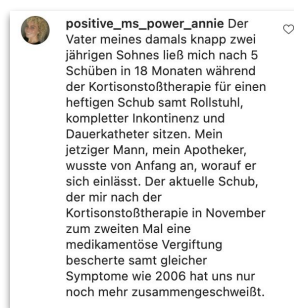 positive_ms_power_annie Der
Vater meines damals knapp zwei
jährigen Sohnes ließ mich nach 5
Schüben in 18 Monaten während
der Kortisonstoßtherapie für einen
heftigen Schub samt Rollstuhl,
kompletter Inkontinenz und
Dauerkatheter sitzen. Mein
jetziger Mann, mein Apotheker,
wusste von Anfang an, worauf er
sich einlässt. Der aktuelle Schub,
der mir nach der
Kortisonstoßtherapie in November
zum zweiten Mal eine
medikamentöse Vergiftung
bescherte samt gleicher
Symptome wie 2006 hat uns nur
noch mehr zusammengeschweißt.